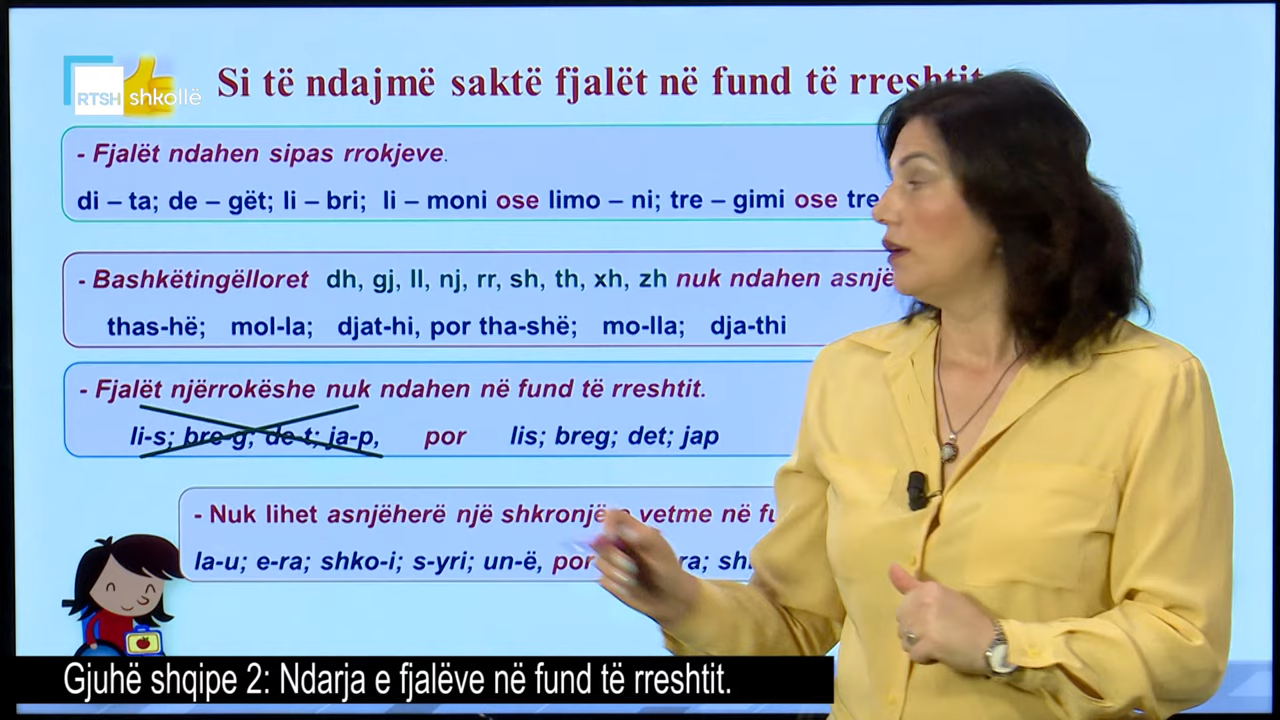 RTSH shkollë
Si të ndajmë saktë fjalët në fund të rreshtit
- Fjalët ndahen sipas rrokjeve.
di – ta; de – gët; li – bri; li – moni ose limo – ni; tre – gimi ose tre
- Bashkëtingëlloret dh, gj, ll, nj, rr, sh, th, xh, zh nuk ndahen asnjë
thas-hë; mol-la; djat-hi, por tha-shë; mo-lla; dja-thi
- Fjalët njërrokëshe nuk ndahen në fund të rreshtit.
li-s; bre-g; de-t; ja-p, por lis; breg; det; jap
- Nuk lihet asnjëherë një shkronjë e vetme në fu
la-u; e-ra; shko-i; s-yri; un-ë, por ra; sh
Gjuhë shqipe 2: Ndarja e fjalëve në fund të rreshtit.